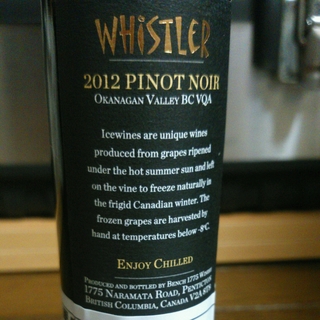 WHISTLER
2012 PINOT NOIR
OKANAGAN VALLEY BC VQA
Icewines are unique wines
produced from grapes ripened
under the hot summer sun and left
on the vine to freeze naturally in
the frigid Canadian winter. The
frozen grapes are harvested by
hand at temperatures below -8°C.
ENJOY CHILLED
PRODUCED AND BOTTLED BY BENCH 1775 WINERY
1775 NARAMATA ROAD, PENTICTON
BRITISH COLUMBIA, CANADA V2A 8T8